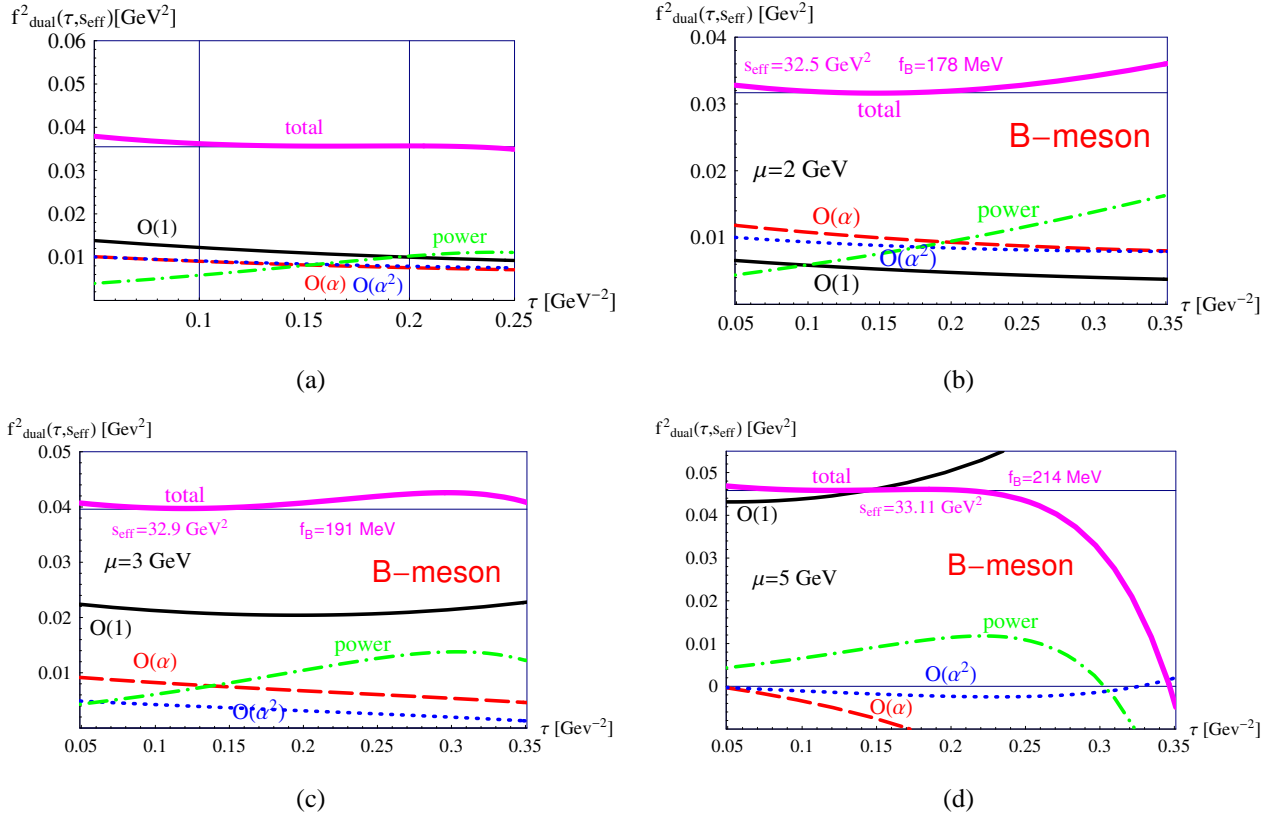 f²dual(τ,seff)[GeV²]
0.06
0.05
0.04
0.03
0.02
0.01
total
O(1)
power
O(α) O(α²)
τ [GeV⁻²]
0.1 0.15 0.2 0.25
(a)
f²dual(τ,seff) [Gev²]
0.04
0.03
0.02
0.01
0
seff=32.5 GeV² fB=178 MeV
total
B−meson
μ=2 GeV
power
O(α)
O(α²)
O(1)
τ [Gev⁻²]
0.05 0.1 0.15 0.2 0.25 0.3 0.35
(b)
f²dual(τ,seff) [Gev²]
0.05
0.04
0.03
0.02
0.01
0
total
seff=32.9 GeV² fB=191 MeV
μ=3 GeV
B−meson
O(1)
power
O(α)
O(α²)
τ [Gev⁻²]
0.05 0.1 0.15 0.2 0.25 0.3 0.35
(c)
f²dual(τ,seff) [Gev²]
0.05
0.04
0.03
0.02
0.01
0
total
fB=214 MeV
seff=33.11 GeV²
O(1)
B−meson
μ=5 GeV
power
O(α²)
O(α)
τ [Gev⁻²]
0.05 0.1 0.15 0.2 0.25 0.3 0.35
(d)